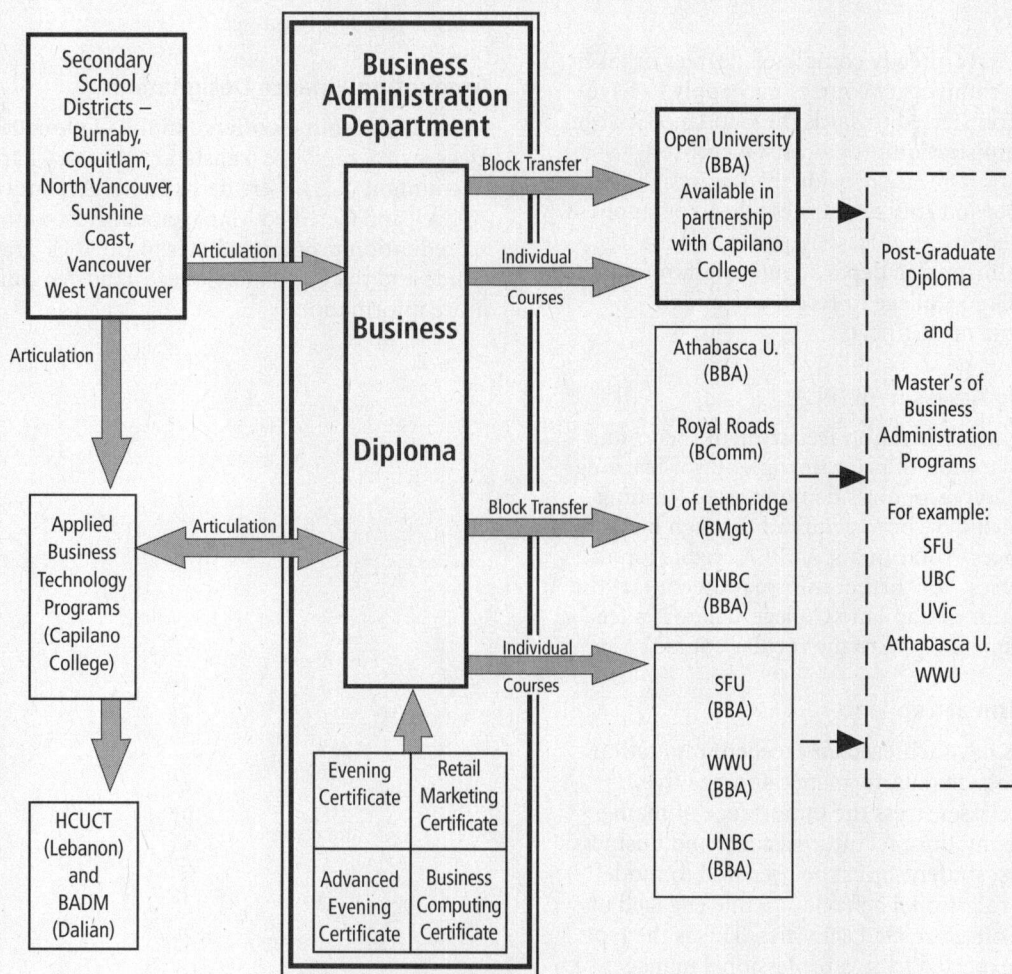 Secondary
School
Districts –
Burnaby,
Coquitlam,
North Vancouver,
Sunshine
Coast,
Vancouver
West Vancouver
Articulation
Articulation
Applied
Business
Technology
Programs
(Capilano
College)
HCUCT
(Lebanon)
and
BADM
(Dalian)
Business
Administration
Department
Business
Diploma
Articulation
Evening
Certificate
Retail
Marketing
Certificate
Advanced
Evening
Certificate
Business
Computing
Certificate
Block Transfer
Individual
Courses
Block Transfer
Individual
Courses
Open University
(BBA)
Available in
partnership
with Capilano
College
Athabasca U.
(BBA)
Royal Roads
(BComm)
U of Lethbridge
(BMgt)
UNBC
(BBA)
SFU
(BBA)
WWU
(BBA)
UNBC
(BBA)
Post-Graduate
Diploma
and
Master's of
Business
Administration
Programs
For example:
SFU
UBC
UVic
Athabasca U.
WWU